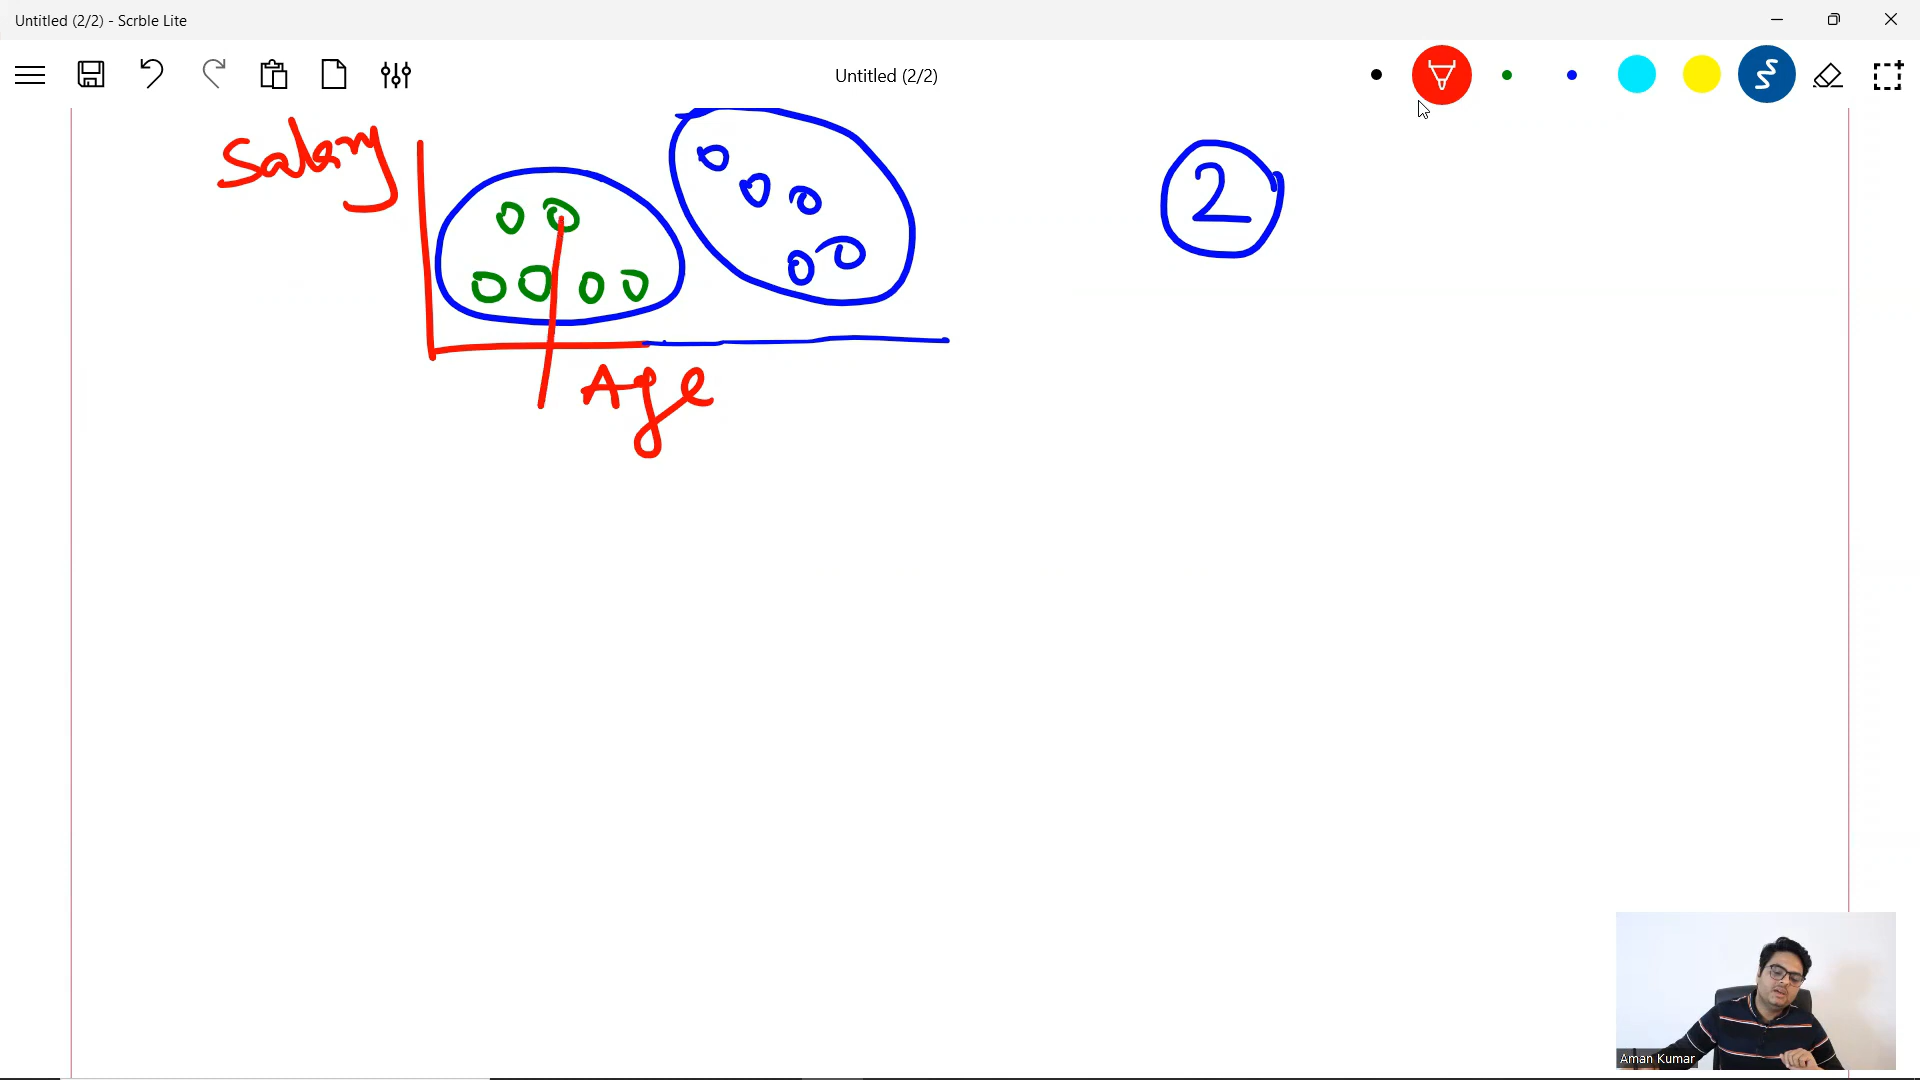 Untitled (2/2) - Scrble Lite
Untitled (2/2)
Salary
2
Age
Aman Kumar